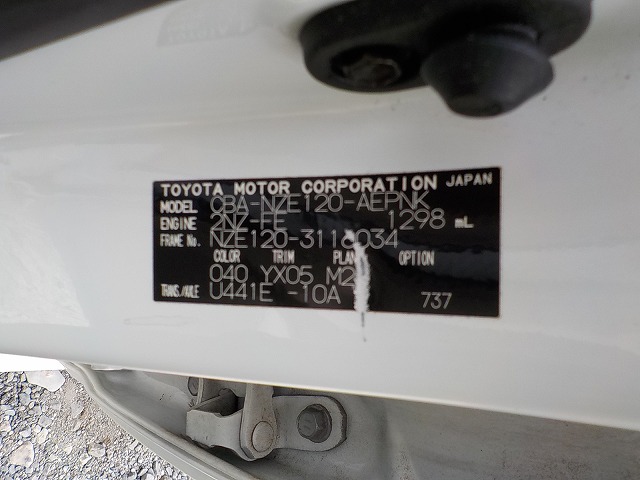 TOYOTA MOTOR CORPORATION JAPAN
MODEL CBA-NZE120-AEPNK
ENGINE 2NZ-FE 1298 mL
FRAME No. NZE120-3116034
COLOR TRIM PLANT OPTION
040 YX05 M2
TRANS./AXLE U441E -10A 737